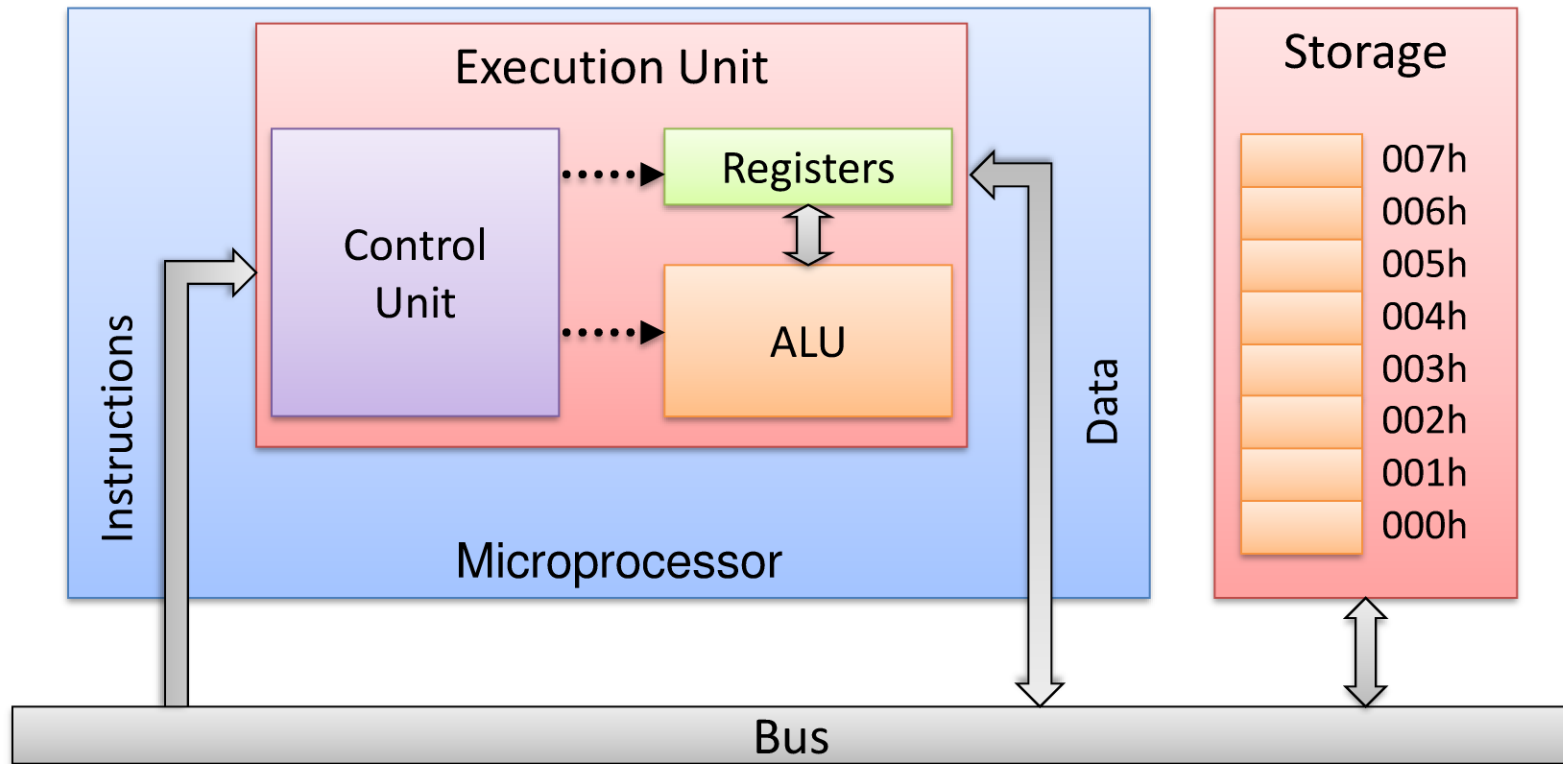 Execution Unit
Control
Unit
Registers
ALU
Instructions
Data
Microprocessor
Storage
007h
006h
005h
004h
003h
002h
001h
000h
Bus